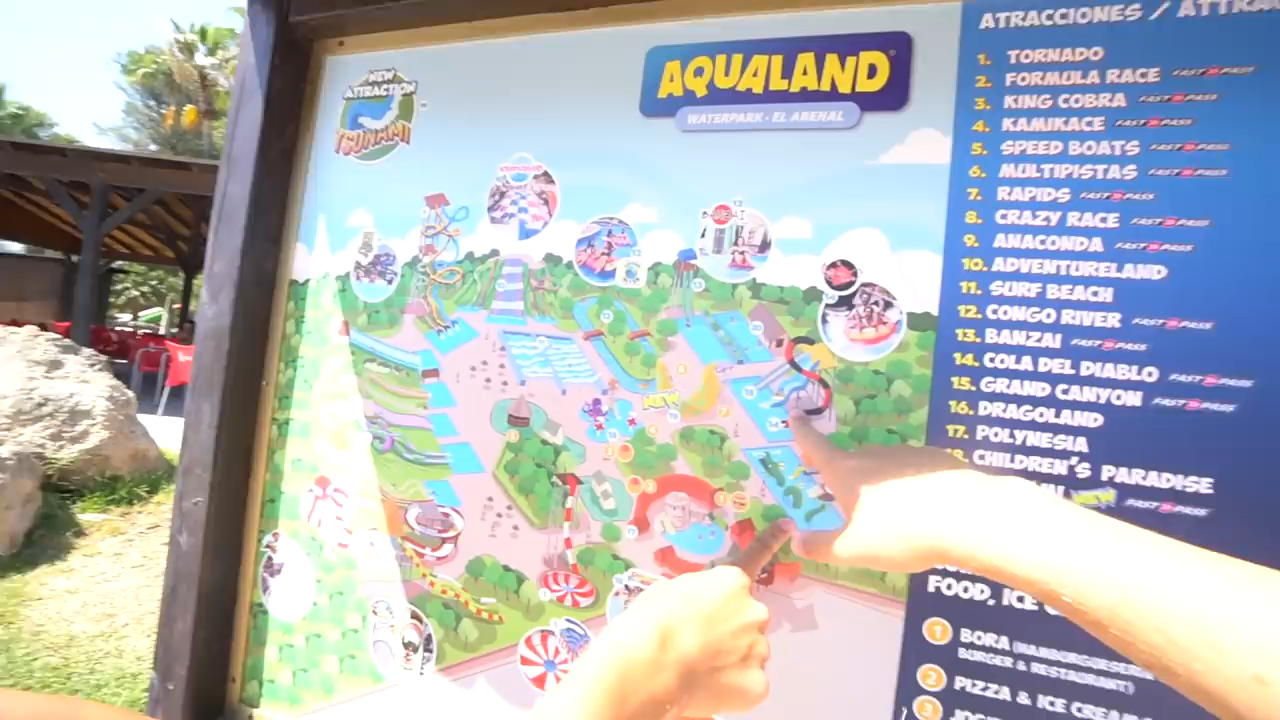 NEW
ATTRACTION
TSUNAMI
AQUALAND
WATERPARK · EL ARENAL
ATRACCIONES / ATTRA
1. TORNADO
2. FORMULA RACE FAST PASS
3. KING COBRA FAST PASS
4. KAMIKACE FAST PASS
5. SPEED BOATS FAST PASS
6. MULTIPISTAS FAST PASS
7. RAPIDS FAST PASS
8. CRAZY RACE FAST PASS
9. ANACONDA FAST PASS
10. ADVENTURELAND
11. SURF BEACH
12. CONGO RIVER FAST PASS
13. BANZAI FAST PASS
14. COLA DEL DIABLO FAST PASS
15. GRAND CANYON FAST PASS
16. DRAGOLAND
17. POLYNESIA
18. CHILDREN'S PARADISE
NEW FAST PASS
FOOD, ICE
1 BORA (HAMBURGUESERÍA
BURGER & RESTAURANT)
2 PIZZA & ICE CREAM
3
BANZAI
NEW